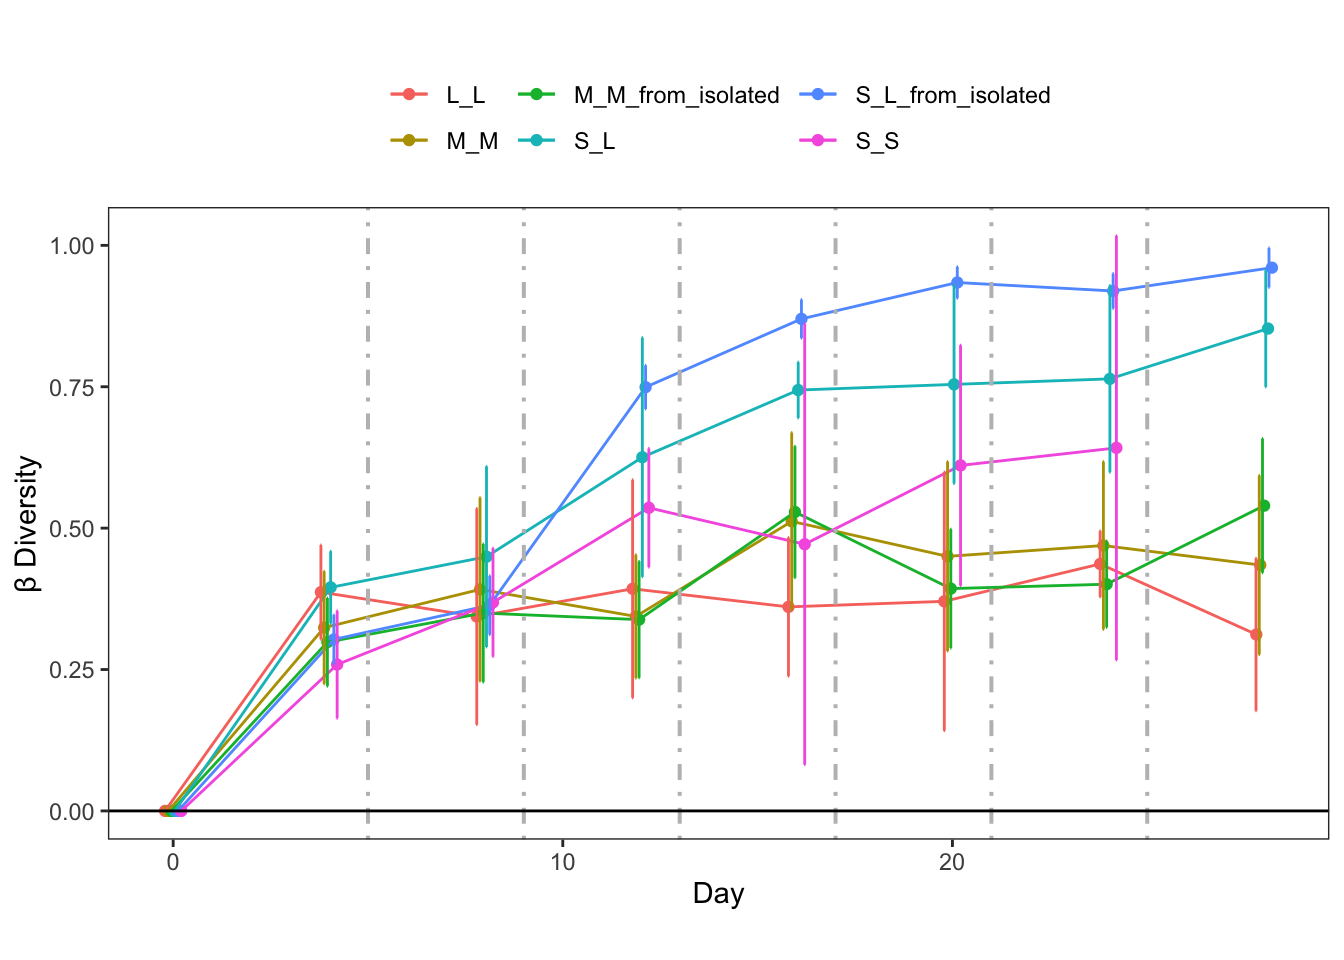 L_L M_M_from_isolated S_L_from_isolated
M_M S_L S_S
1.00
0.75
0.50
0.25
0.00
β Diversity
0 10 20
Day